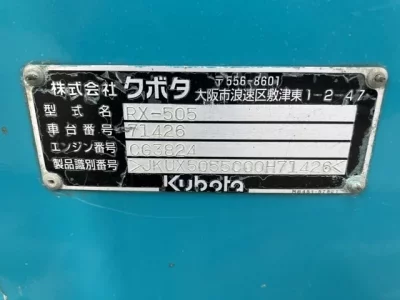 株式会社 クボタ 〒556-8601
大阪市浪速区敷津東1-2-47
型式名 RX-505
車台番号 71426
エンジン番号 CG3824
製品識別番号 *JKUX5055C00H71426<
Kubota